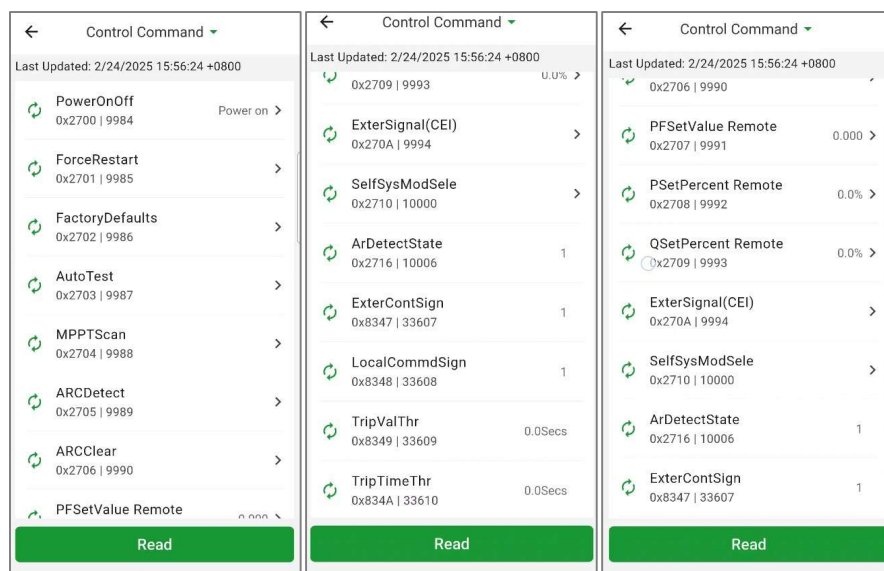 Control Command
Last Updated: 2/24/2025 15:56:24 +0800
PowerOnOff
0x2700 | 9984
Power on
ForceRestart
0x2701 | 9985
FactoryDefaults
0x2702 | 9986
AutoTest
0x2703 | 9987
MPPTScan
0x2704 | 9988
ARCDetect
0x2705 | 9989
ARCClear
0x2706 | 9990
PFSetValue Remote
0.000
Read
Control Command
Last Updated: 2/24/2025 15:56:24 +0800
0x2709 | 9993
0.0%
ExterSignal(CEI)
0x270A | 9994
SelfSysModSele
0x2710 | 10000
ArDetectState
0x2716 | 10006
1
ExterContSign
0x8347 | 33607
1
LocalCommdSign
0x8348 | 33608
1
TripValThr
0x8349 | 33609
0.0Secs
TripTimeThr
0x834A | 33610
0.0Secs
Read
Control Command
Last Updated: 2/24/2025 15:56:24 +0800
0x2706 | 9990
PFSetValue Remote
0x2707 | 9991
0.000
PSetPercent Remote
0x2708 | 9992
0.0%
QSetPercent Remote
0x2709 | 9993
0.0%
ExterSignal(CEI)
0x270A | 9994
SelfSysModSele
0x2710 | 10000
ArDetectState
0x2716 | 10006
1
ExterContSign
0x8347 | 33607
1
Read